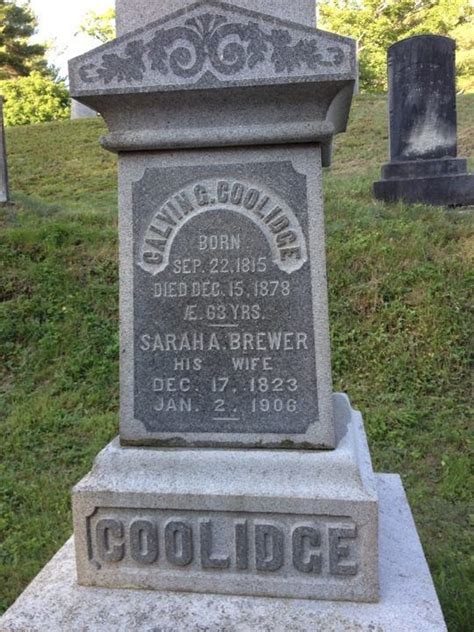 CALVIN G. COOLIDGE
BORN
SEP. 22, 1815
DIED DEC. 15, 1878
Æ. 63 YRS.
SARAH A. BREWER
HIS WIFE
DEC. 17, 1823
JAN. 2, 1906
COOLIDGE